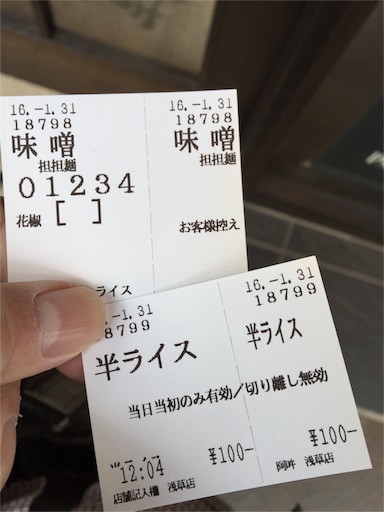 16.-1.31
18798
味噌
担担麺
01234
花椒 [ ]
16.-1.31
18798
味噌
担担麺
お客様控え
ライス
-1.31
18799
半ライス
16.-1.31
18799
半ライス
当日当初のみ有効/切り離し無効
12:04
¥100-
店舗記入欄 浅草店
¥100-
阿吽 浅草店